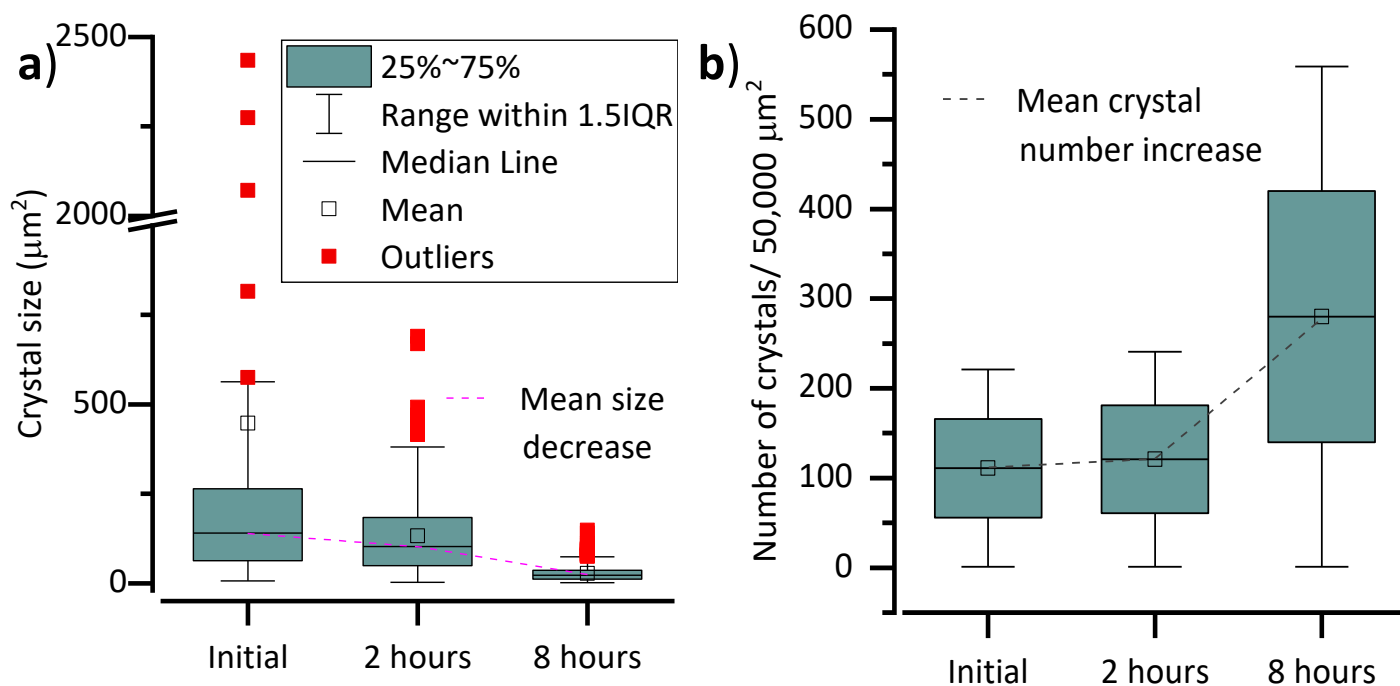 a)
Crystal size (μm²)
2500
2000
500
0
25%~75%
Range within 1.5IQR
Median Line
Mean
Outliers
Mean size
decrease
Initial
2 hours
8 hours
b)
Number of crystals/ 50,000 μm²
600
500
400
300
200
100
0
Mean crystal
number increase
Initial
2 hours
8 hours